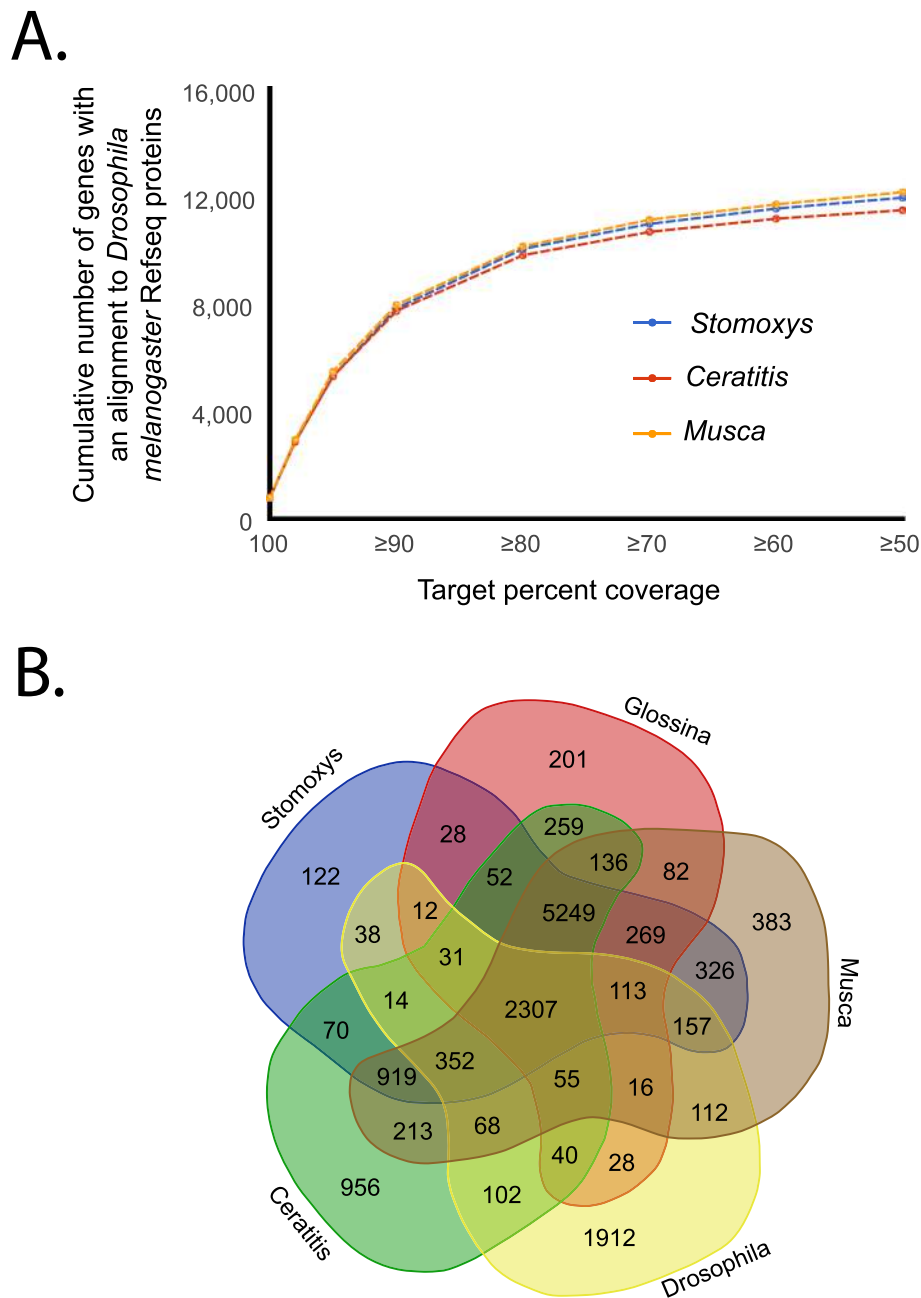 A.
Cumulative number of genes with
an alignment to Drosophila
melanogaster Refseq proteins
16,000
12,000
8,000
4,000
0
100 ≥90 ≥80 ≥70 ≥60 ≥50
Target percent coverage
Stomoxys
Ceratitis
Musca
B.
Stomoxys
Glossina
Musca
Ceratitis
Drosophila
201
259
28
136
82
52
122
5249
383
12
269
38
31
326
14
113
2307
157
70
352
919
55
16
112
68
213
40
28
956
102
1912